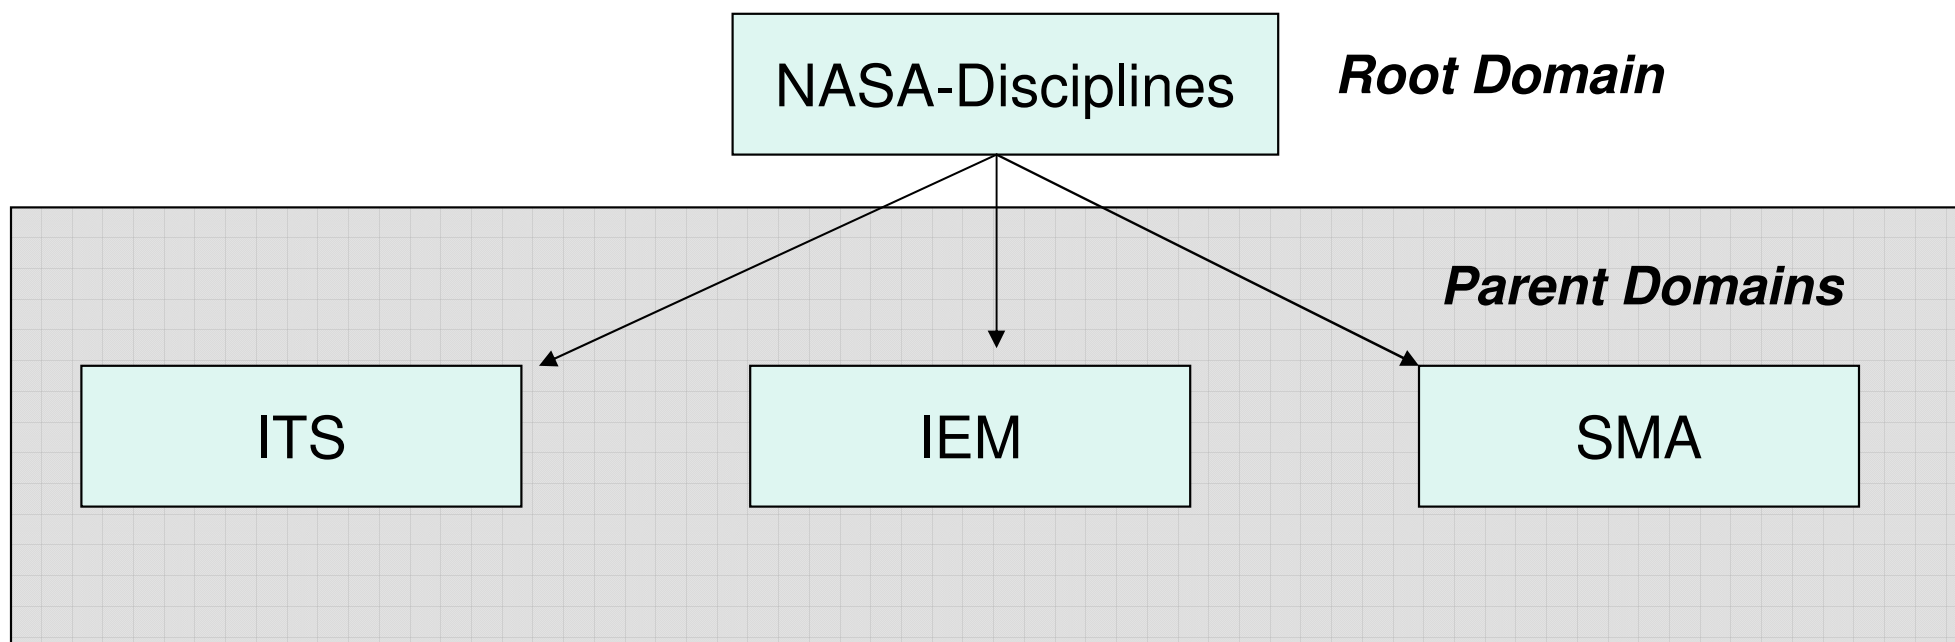 NASA-Disciplines
Root Domain
Parent Domains
ITS
IEM
SMA